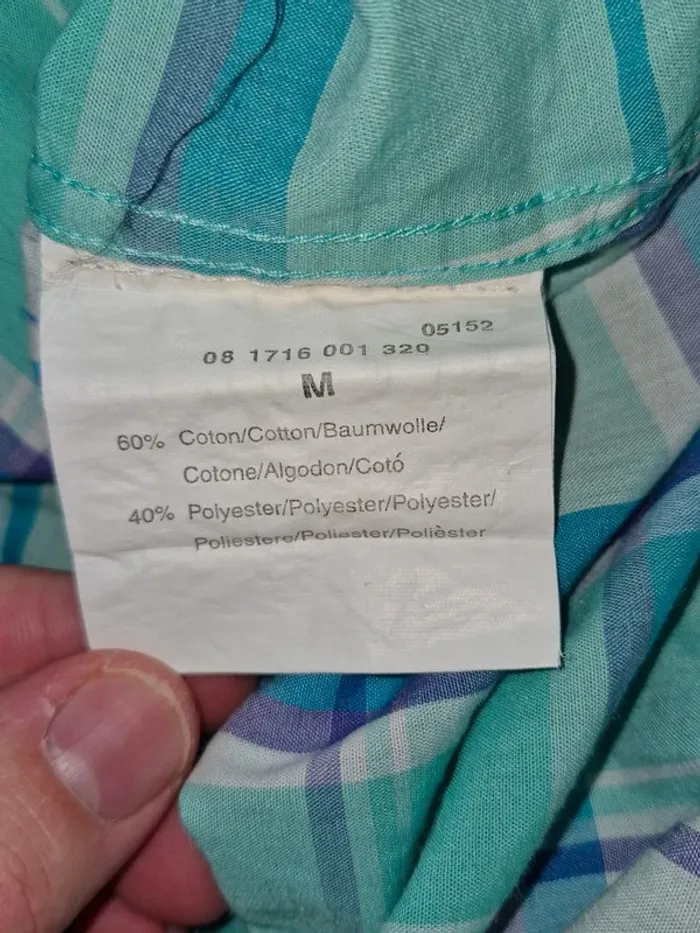 05152
08 1716 001 320
M
60% Coton/Cotton/Baumwolle/
Cotone/Algodon/Cotó
40% Polyester/Polyester/Polyester/
Poliestere/Poliester/Polièster